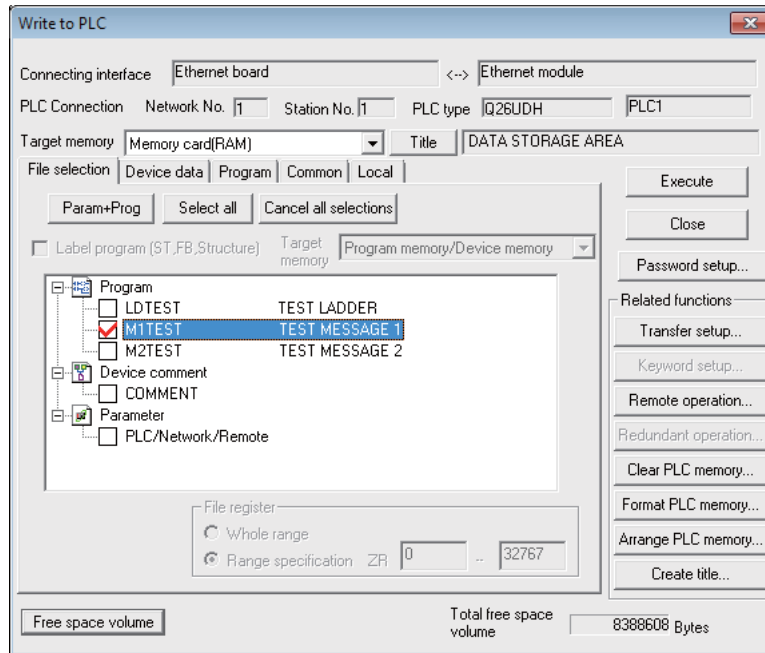 Write to PLC
Connecting interface Ethernet board <--> Ethernet module
PLC Connection Network No. 1 Station No. 1 PLC type Q26UDH PLC1
Target memory Memory card(RAM) Title DATA STORAGE AREA
File selection Device data Program Common Local
Execute
Param+Prog Select all Cancel all selections
Close
Label program (ST,FB,Structure) Target memory Program memory/Device memory
Password setup...
Program
Related functions
LDTEST TEST LADDER
M1TEST TEST MESSAGE 1
Transfer setup...
M2TEST TEST MESSAGE 2
Keyword setup...
Device comment
COMMENT
Remote operation...
Parameter
PLC/Network/Remote
Redundant operation...
Clear PLC memory...
File register
Format PLC memory...
Whole range
Arrange PLC memory...
Range specification ZR 0 -- 32767
Create title...
Free space volume
Total free space volume 8388608 Bytes